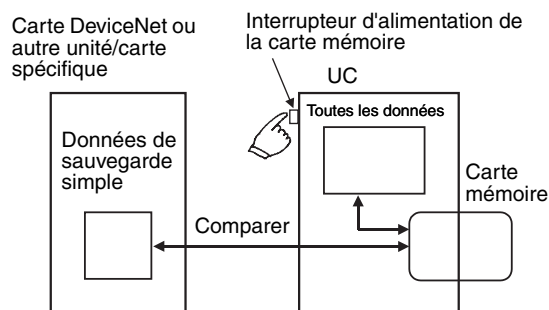 Carte DeviceNet ou
autre unité/carte
spécifique
Interrupteur d'alimentation de
la carte mémoire
UC
Toutes les données
Données de
sauvegarde
simple
Carte
mémoire
Comparer